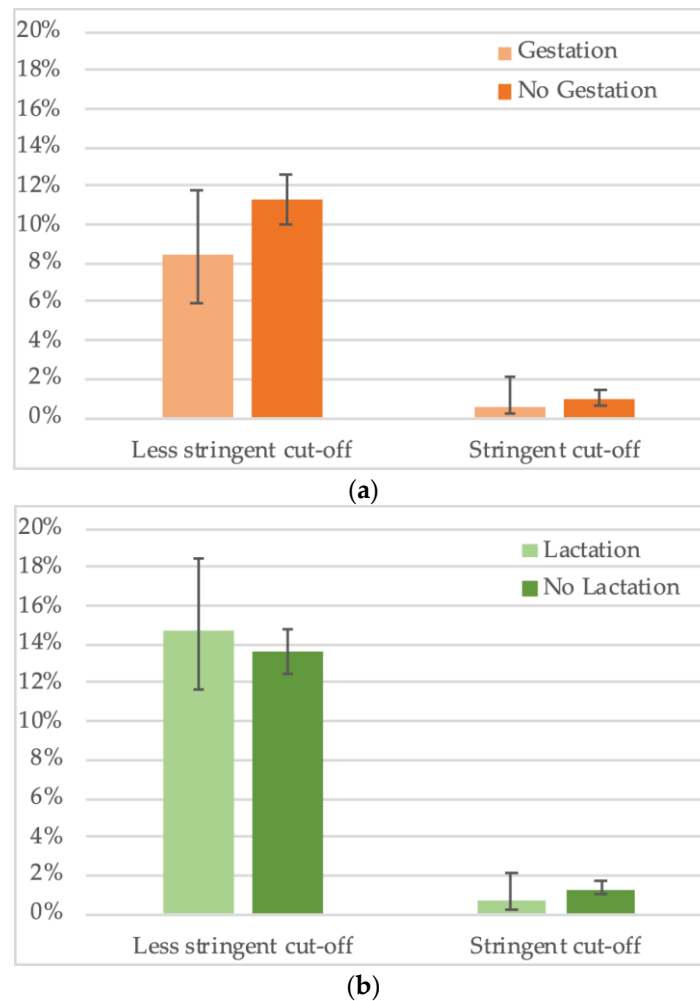 20%
18%
16%
14%
12%
10%
8%
6%
4%
2%
0%
Gestation
No Gestation
Less stringent cut-off
Stringent cut-off
(a)
20%
18%
16%
14%
12%
10%
8%
6%
4%
2%
0%
Lactation
No Lactation
Less stringent cut-off
Stringent cut-off
(b)